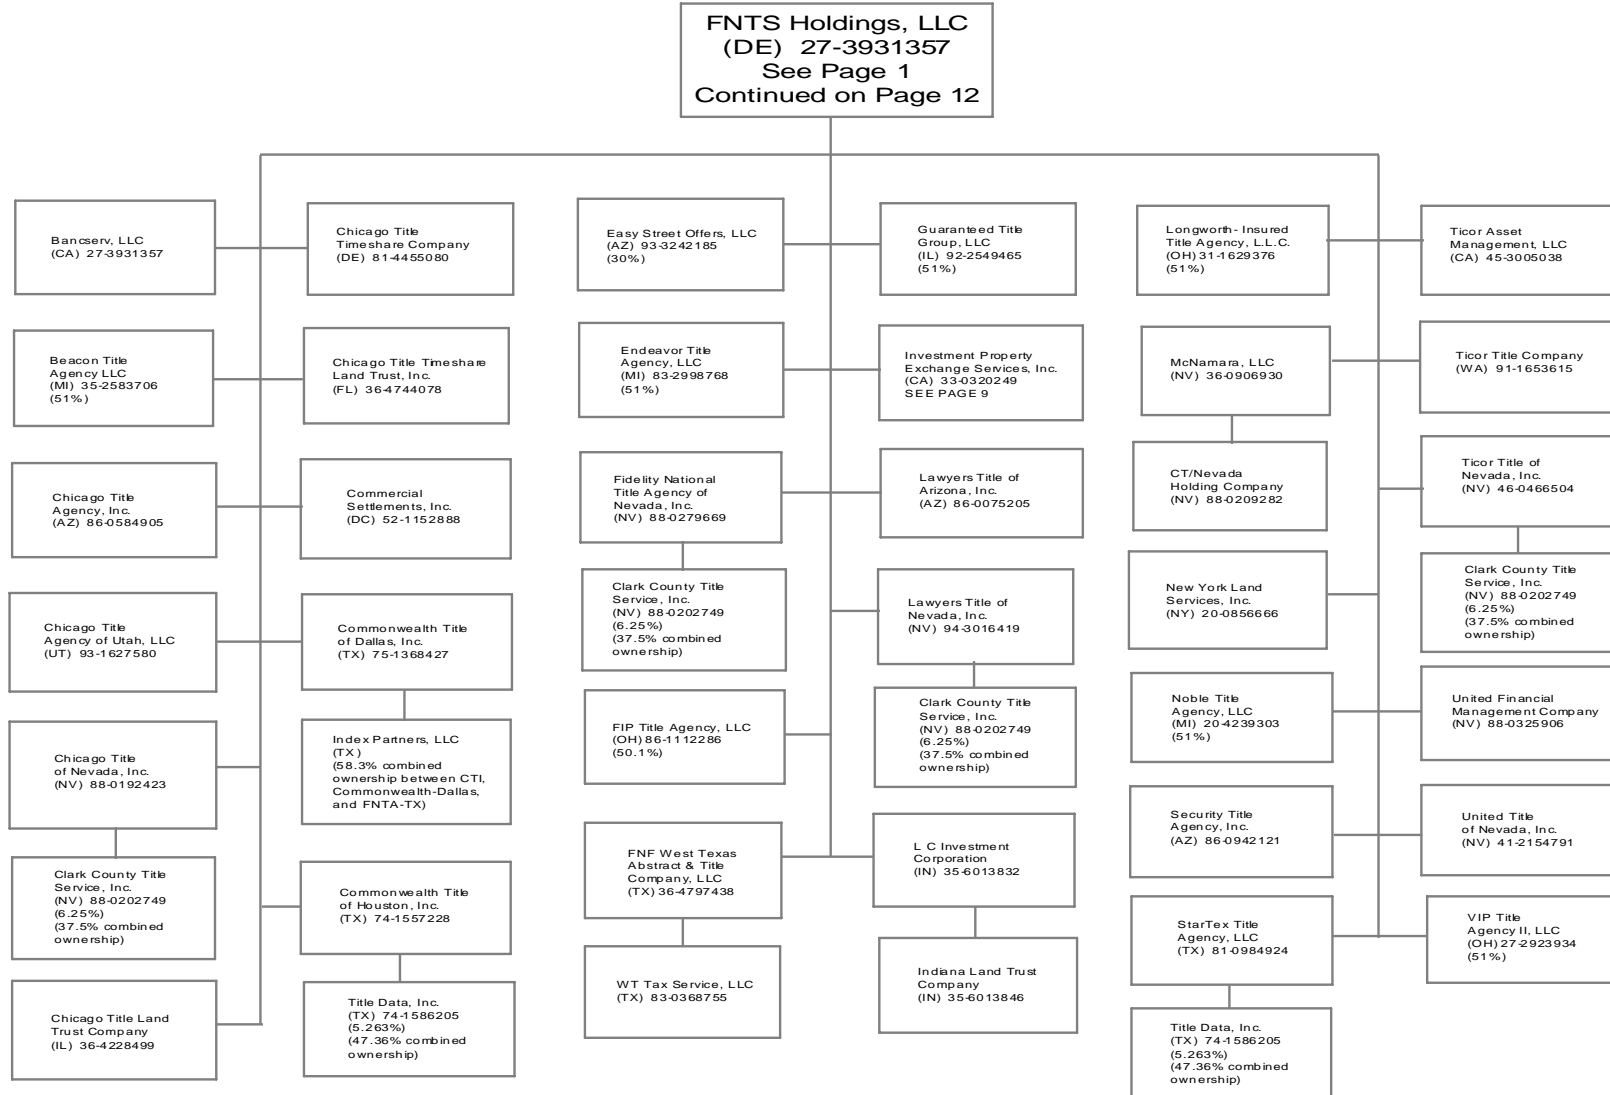 FNTS Holdings, LLC
(DE) 27-3931357
See Page 1
Continued on Page 12
Bancserv, LLC
(CA) 27-3931357
Chicago Title
Timeshare Company
(DE) 81-4455080
Beacon Title
Agency LLC
(MI) 35-2583706
(51%)
Chicago Title Timeshare
Land Trust, Inc.
(FL) 36-4744078
Chicago Title
Agency, Inc.
(AZ) 86-0584905
Commercial
Settlements, Inc.
(DC) 52-1152888
Chicago Title
Agency of Utah, LLC
(UT) 93-1627580
Commonwealth Title
of Dallas, Inc.
(TX) 75-1368427
Index Partners, LLC
(TX)
(58.3% combined
ownership between CTI,
Commonwealth-Dallas,
and FNTA-TX)
Chicago Title
of Nevada, Inc.
(NV) 88-0192423
Clark County Title
Service, Inc.
(NV) 88-0202749
(6.25%)
(37.5% combined
ownership)
Commonwealth Title
of Houston, Inc.
(TX) 74-1557228
Title Data, Inc.
(TX) 74-1586205
(5.263%)
(47.36% combined
ownership)
Chicago Title Land
Trust Company
(IL) 36-4228499
Easy Street Offers, LLC
(AZ) 93-3242185
(30%)
Guaranteed Title
Group, LLC
(IL) 92-2549465
(51%)
Endeavor Title
Agency, LLC
(MI) 83-2998768
(51%)
Investment Property
Exchange Services, Inc.
(CA) 33-0320249
SEE PAGE 9
Fidelity National
Title Agency of
Nevada, Inc.
(NV) 88-0279669
Lawyers Title of
Arizona, Inc.
(AZ) 86-0075205
Clark County Title
Service, Inc.
(NV) 88-0202749
(6.25%)
(37.5% combined
ownership)
Lawyers Title of
Nevada, Inc.
(NV) 94-3016419
Clark County Title
Service, Inc.
(NV) 88-0202749
(6.25%)
(37.5% combined
ownership)
FIP Title Agency, LLC
(OH) 86-1112286
(50.1%)
FNF West Texas
Abstract & Title
Company, LLC
(TX) 36-4797438
L C Investment
Corporation
(IN) 35-6013832
WT Tax Service, LLC
(TX) 83-0368755
Indiana Land Trust
Company
(IN) 35-6013846
Longworth- Insured
Title Agency, L.L.C.
(OH) 31-1629376
(51%)
Ticor Asset
Management, LLC
(CA) 45-3005038
McNamara, LLC
(NV) 36-0906930
Ticor Title Company
(WA) 91-1653615
CT/Nevada
Holding Company
(NV) 88-0209282
Ticor Title of
Nevada, Inc.
(NV) 46-0466504
Clark County Title
Service, Inc.
(NV) 88-0202749
(6.25%)
(37.5% combined
ownership)
New York Land
Services, Inc.
(NY) 20-0856666
Noble Title
Agency, LLC
(MI) 20-4239303
(51%)
United Financial
Management Company
(NV) 88-0325906
Security Title
Agency, Inc.
(AZ) 86-0942121
United Title
of Nevada, Inc.
(NV) 41-2154791
StarTex Title
Agency, LLC
(TX) 81-0984924
VIP Title
Agency II, LLC
(OH) 27-2923934
(51%)
Title Data, Inc.
(TX) 74-1586205
(5.263%)
(47.36% combined
ownership)